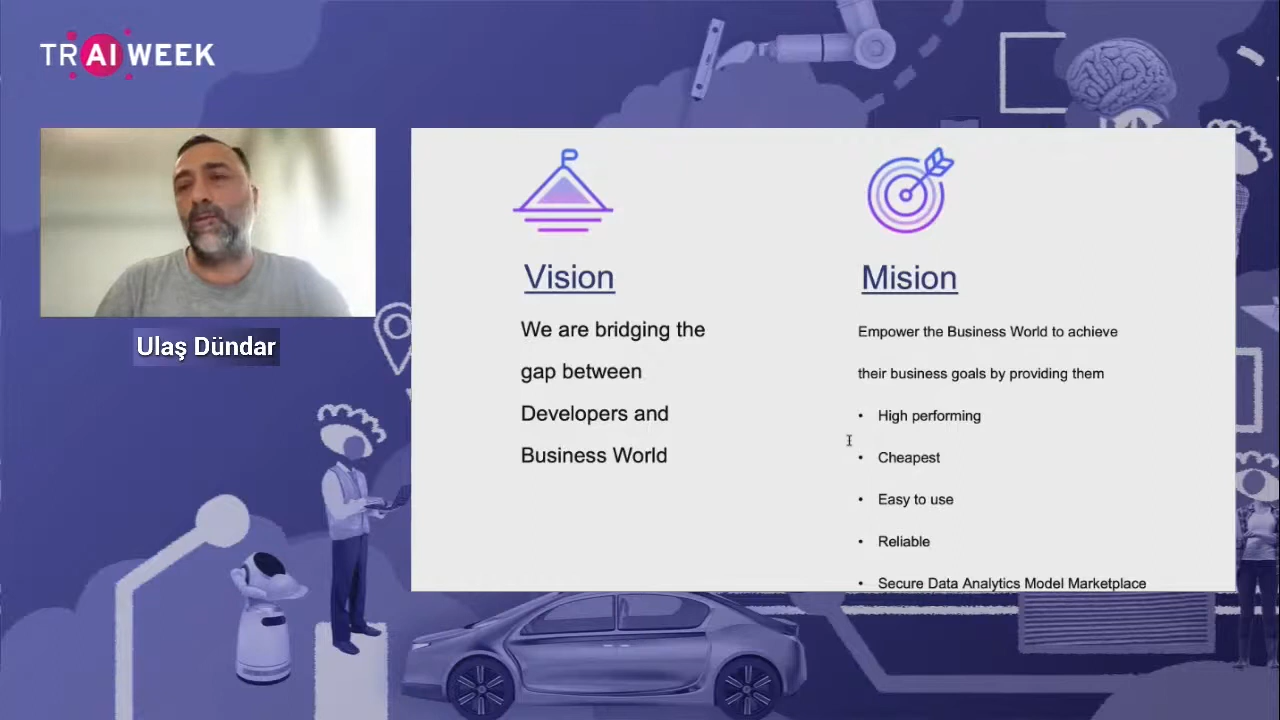 TRAI WEEK
Ulaş Dündar
Vision
We are bridging the
gap between
Developers and
Business World
Mision
Empower the Business World to achieve
their business goals by providing them
• High performing
• Cheapest
• Easy to use
• Reliable
• Secure Data Analytics Model Marketplace